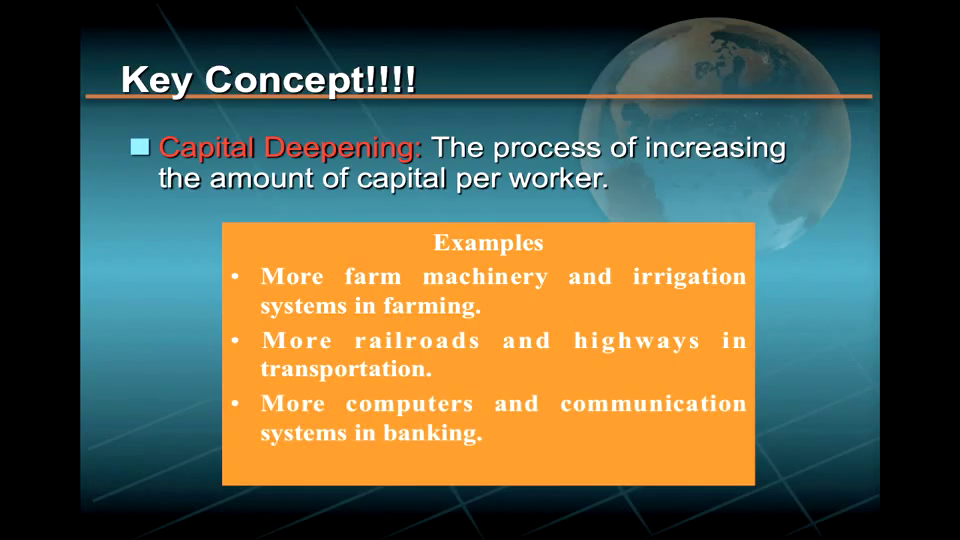 Key Concept!!!!
Capital Deepening: The process of increasing
the amount of capital per worker.
Examples
• More farm machinery and irrigation
systems in farming.
• More railroads and highways in
transportation.
• More computers and communication
systems in banking.